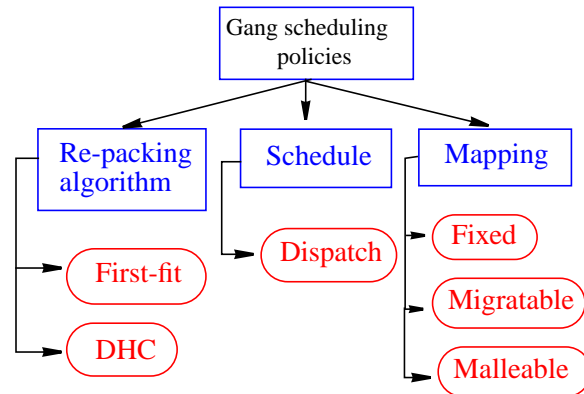 Gang scheduling
policies
Re-packing
algorithm
Schedule
Mapping
First-fit
DHC
Dispatch
Fixed
Migratable
Malleable